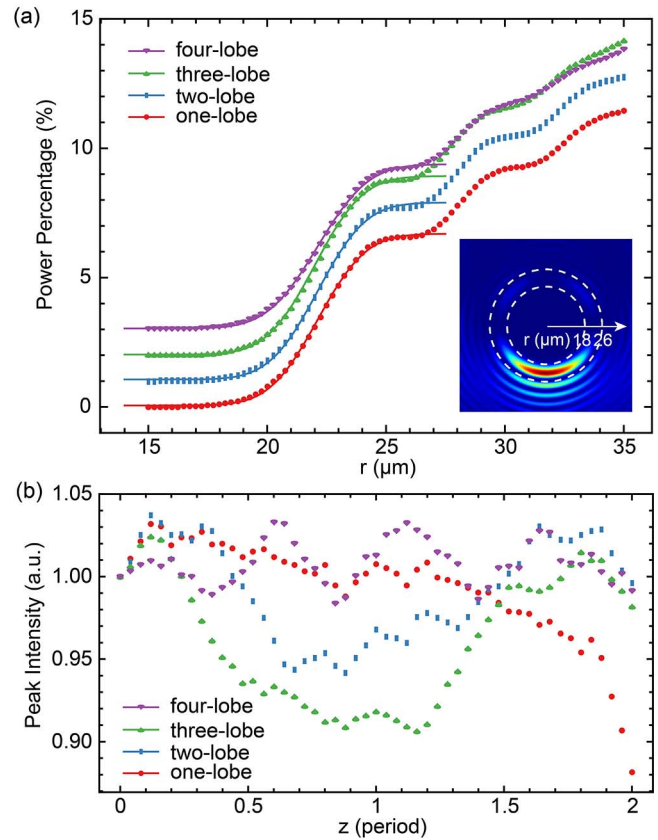 (a)
15
10
5
0
Power Percentage (%)
four-lobe
three-lobe
two-lobe
one-lobe
r (μm) 18 26
15 20 25 30 35
r (μm)
(b)
1.05
1.00
0.95
0.90
Peak Intensity (a.u.)
four-lobe
three-lobe
two-lobe
one-lobe
0 0.5 1 1.5 2.0
z (period)